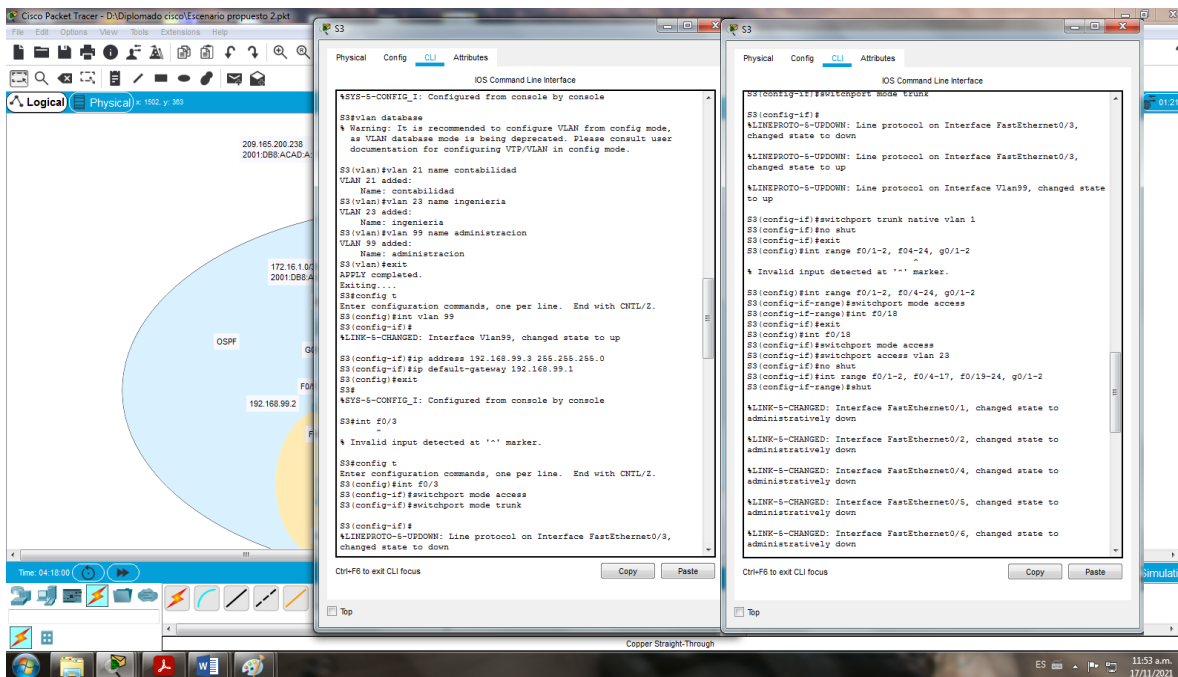 Cisco Packet Tracer - D:\Diplomado cisco\Escenario propuesto 2.pkt
File Edit Options View Tools Extensions Help
Logical Physical x: 1502, y: 383
209.165.200.238
2001:DB8:ACAD:A:
172.16.1.0/3
2001:DB8:A
OSPF
G0
F0/
192.168.99.2
F
Time: 04:18:00
Copper Straight-Through
S3
Physical Config CLI Attributes
IOS Command Line Interface
%SYS-5-CONFIG_I: Configured from console by console
S3#vlan database
% Warning: It is recommended to configure VLAN from config mode,
as VLAN database mode is being deprecated. Please consult user
documentation for configuring VTP/VLAN in config mode.
S3(vlan)#vlan 21 name contabilidad
VLAN 21 added:
Name: contabilidad
S3(vlan)#vlan 23 name ingenieria
VLAN 23 added:
Name: ingenieria
S3(vlan)#vlan 99 name administracion
VLAN 99 added:
Name: administracion
S3(vlan)#exit
APPLY completed.
Exiting....
S3#config t
Enter configuration commands, one per line. End with CNTL/Z.
S3(config)#int vlan 99
S3(config-if)#
%LINK-5-CHANGED: Interface Vlan99, changed state to up
S3(config-if)#ip address 192.168.99.3 255.255.255.0
S3(config-if)#ip default-gateway 192.168.99.1
S3(config)#exit
S3#
%SYS-5-CONFIG_I: Configured from console by console
S3#int f0/3
^
% Invalid input detected at '^' marker.
S3#config t
Enter configuration commands, one per line. End with CNTL/Z.
S3(config)#int f0/3
S3(config-if)#switchport mode access
S3(config-if)#switchport mode trunk
S3(config-if)#
%LINEPROTO-5-UPDOWN: Line protocol on Interface FastEthernet0/3,
changed state to down
Ctrl+F6 to exit CLI focus
Copy Paste
Top
S3
Physical Config CLI Attributes
IOS Command Line Interface
S3(config-if)#switchport mode trunk
S3(config-if)#
%LINEPROTO-5-UPDOWN: Line protocol on Interface FastEthernet0/3,
changed state to down
%LINEPROTO-5-UPDOWN: Line protocol on Interface FastEthernet0/3,
changed state to up
%LINEPROTO-5-UPDOWN: Line protocol on Interface Vlan99, changed state
to up
S3(config-if)#switchport trunk native vlan 1
S3(config-if)#no shut
S3(config-if)#exit
S3(config)#int range f0/1-2, f04-24, g0/1-2
^
% Invalid input detected at '^' marker.
S3(config)#int range f0/1-2, f0/4-24, g0/1-2
S3(config-if-range)#switchport mode access
S3(config-if-range)#int f0/18
S3(config-if)#exit
S3(config)#int f0/18
S3(config-if)#switchport mode access
S3(config-if)#switchport access vlan 23
S3(config-if)#no shut
S3(config-if)#int range f0/1-2, f0/4-17, f0/19-24, g0/1-2
S3(config-if-range)#shut
%LINK-5-CHANGED: Interface FastEthernet0/1, changed state to
administratively down
%LINK-5-CHANGED: Interface FastEthernet0/2, changed state to
administratively down
%LINK-5-CHANGED: Interface FastEthernet0/4, changed state to
administratively down
%LINK-5-CHANGED: Interface FastEthernet0/5, changed state to
administratively down
%LINK-5-CHANGED: Interface FastEthernet0/6, changed state to
administratively down
Ctrl+F6 to exit CLI focus
Copy Paste
Top
01:21
Simulati
ES
11:53 a.m.
17/11/2021